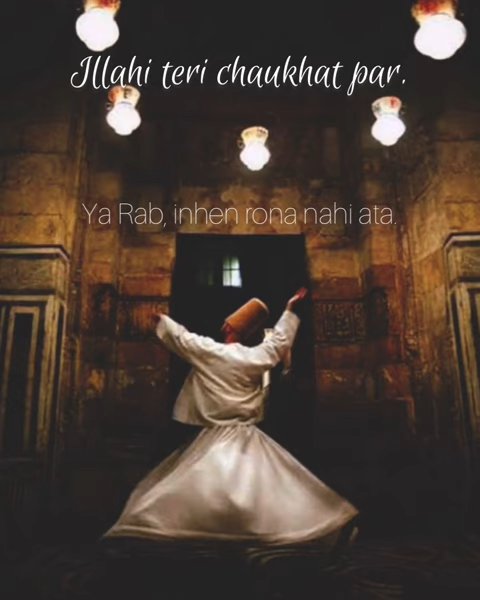 Illahi teri chaukhat par.
Ya Rab, inhen rona nahi ata.